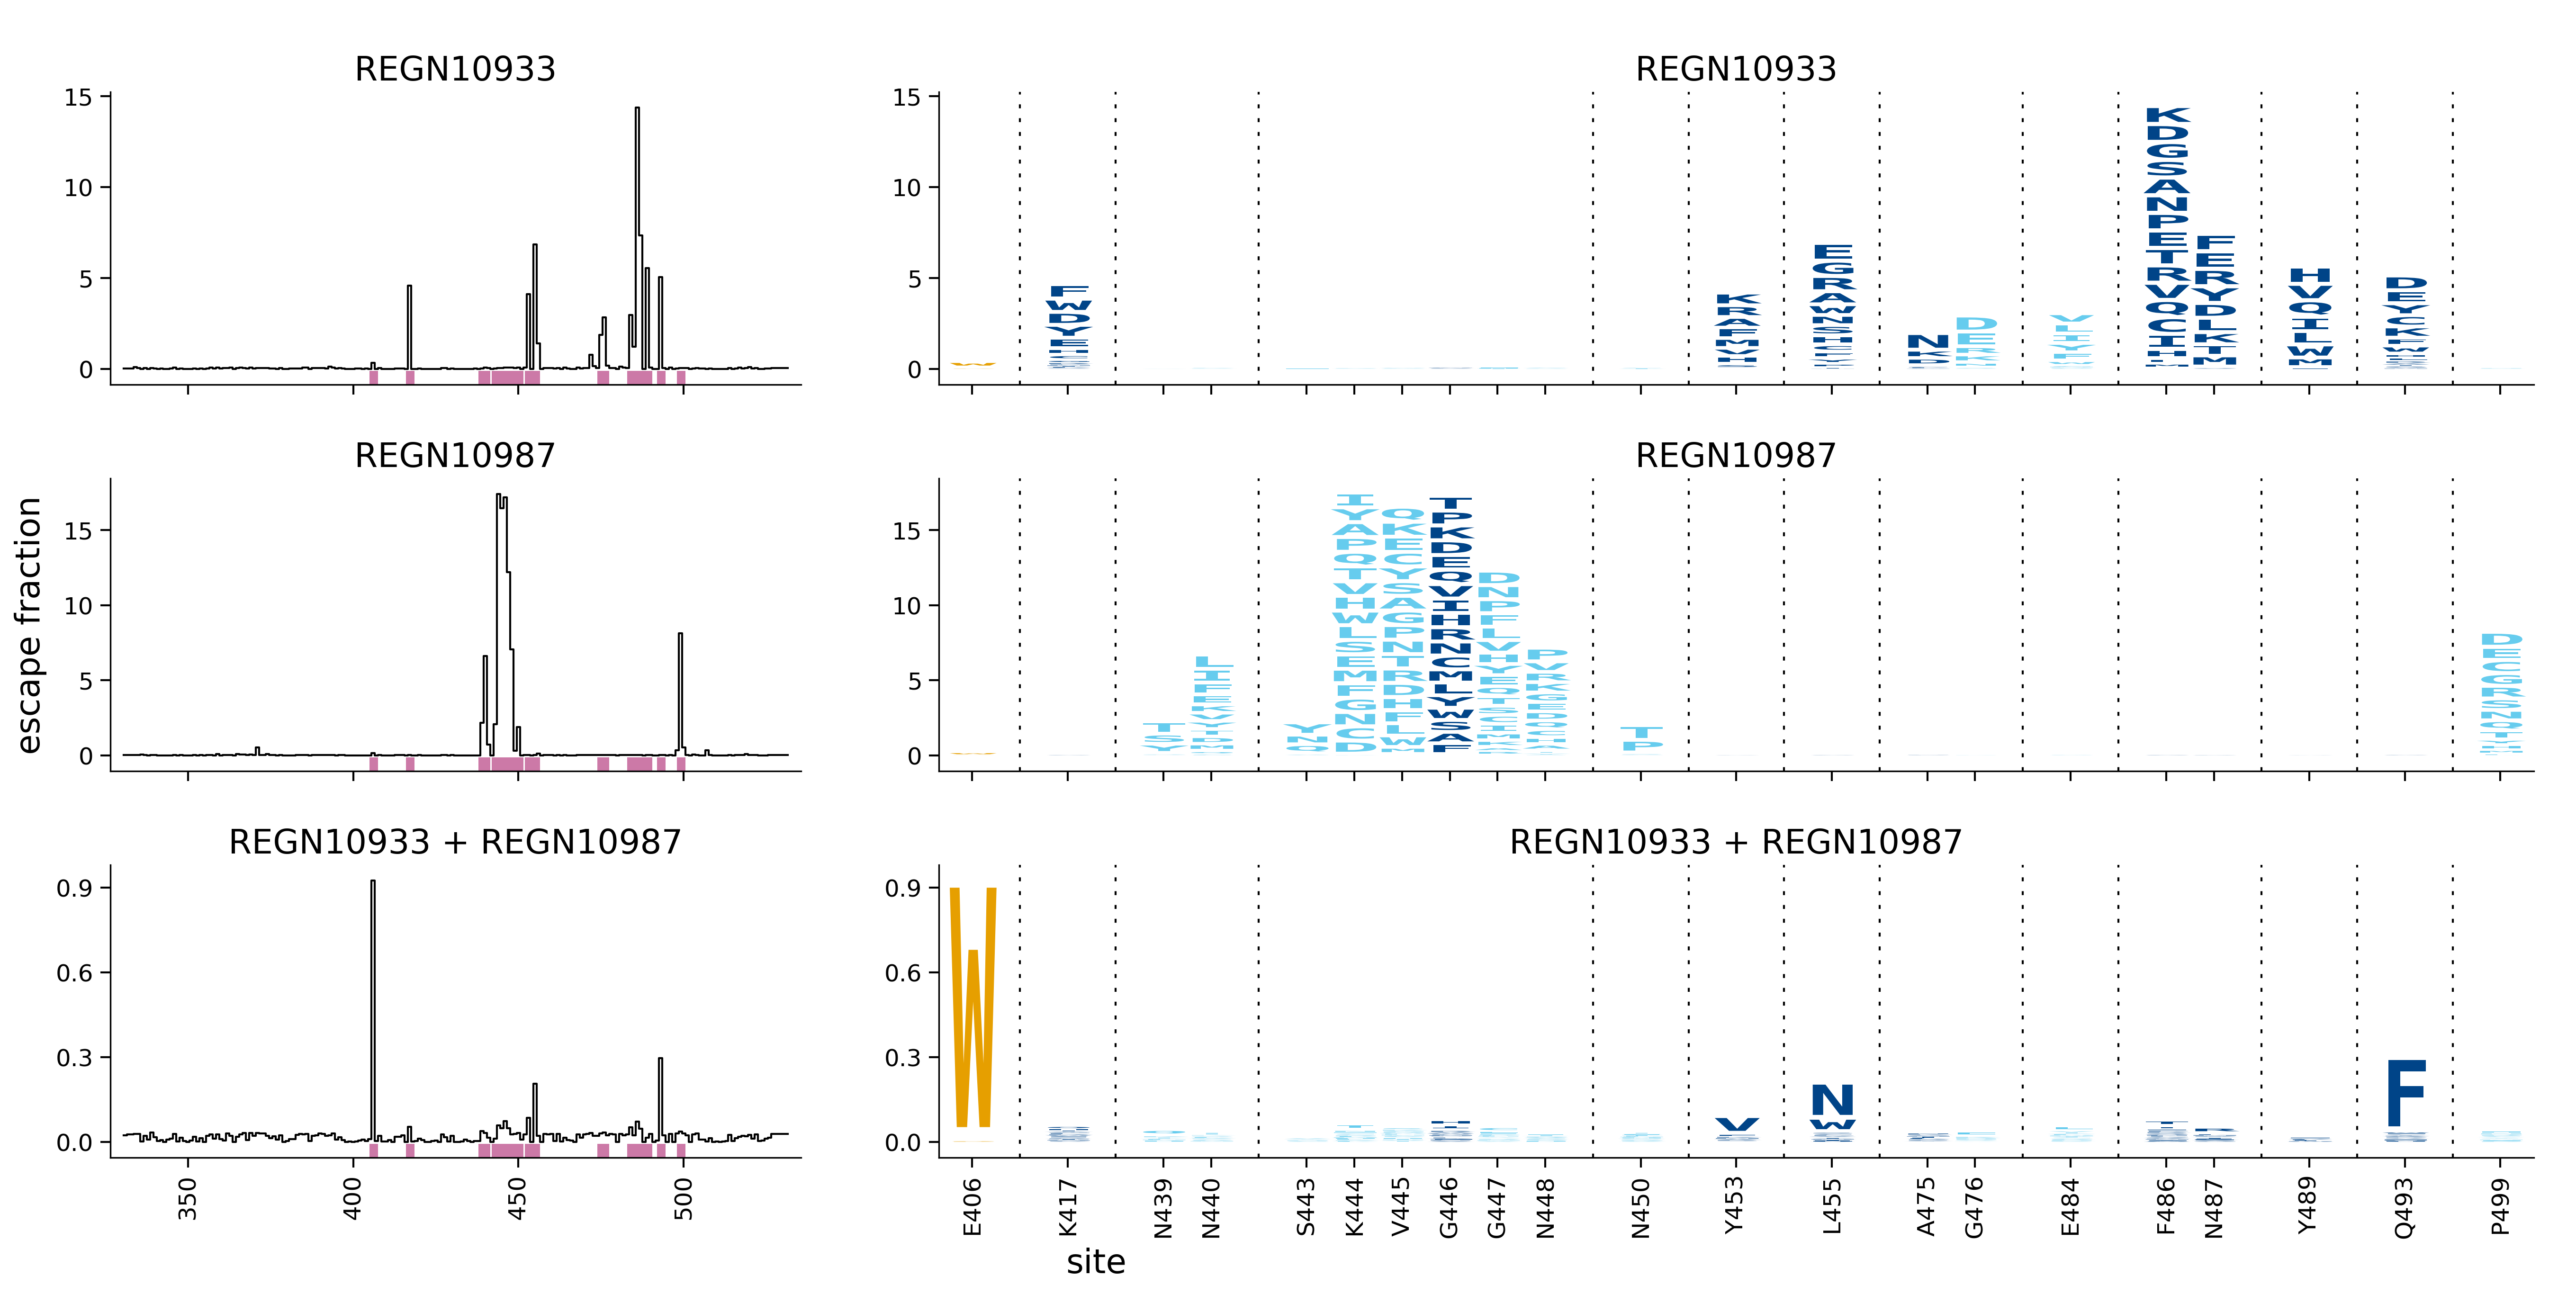 REGN10933
REGN10933
15
10
5
0
15
10
5
0
W
F
W
D
Y
E
K
R
A
F
M
V
H
E
G
R
A
W
N
S
N
K
D
D
E
R
K
N
V
L
I
Y
F
K
D
G
S
A
N
P
E
T
R
V
Q
C
I
H
M
F
E
R
Y
D
L
K
I
M
H
V
Q
I
L
W
M
D
E
Y
C
K
REGN10987
REGN10987
escape fraction
15
10
5
0
15
10
5
0
L
I
F
E
K
V
Y
T
S
Y
Y
N
Q
I
Y
A
P
Q
T
V
H
W
L
S
E
M
F
G
N
C
D
Q
K
E
C
Y
S
A
G
P
N
T
R
D
H
F
L
W
M
T
P
K
D
E
Q
V
I
H
R
N
C
M
L
Y
W
S
A
F
D
N
P
F
L
V
H
Y
E
Q
T
S
C
I
M
K
P
V
R
K
G
E
D
Q
C
H
A
T
P
D
E
C
G
R
S
N
Q
T
REGN10933 + REGN10987
REGN10933 + REGN10987
0.9
0.6
0.3
0.0
0.9
0.6
0.3
0.0
W
V
N
W
F
350
400
450
500
E406
K417
N439
N440
S443
K444
V445
G446
G447
N448
N450
Y453
L455
A475
G476
E484
F486
N487
Y489
Q493
P499
site